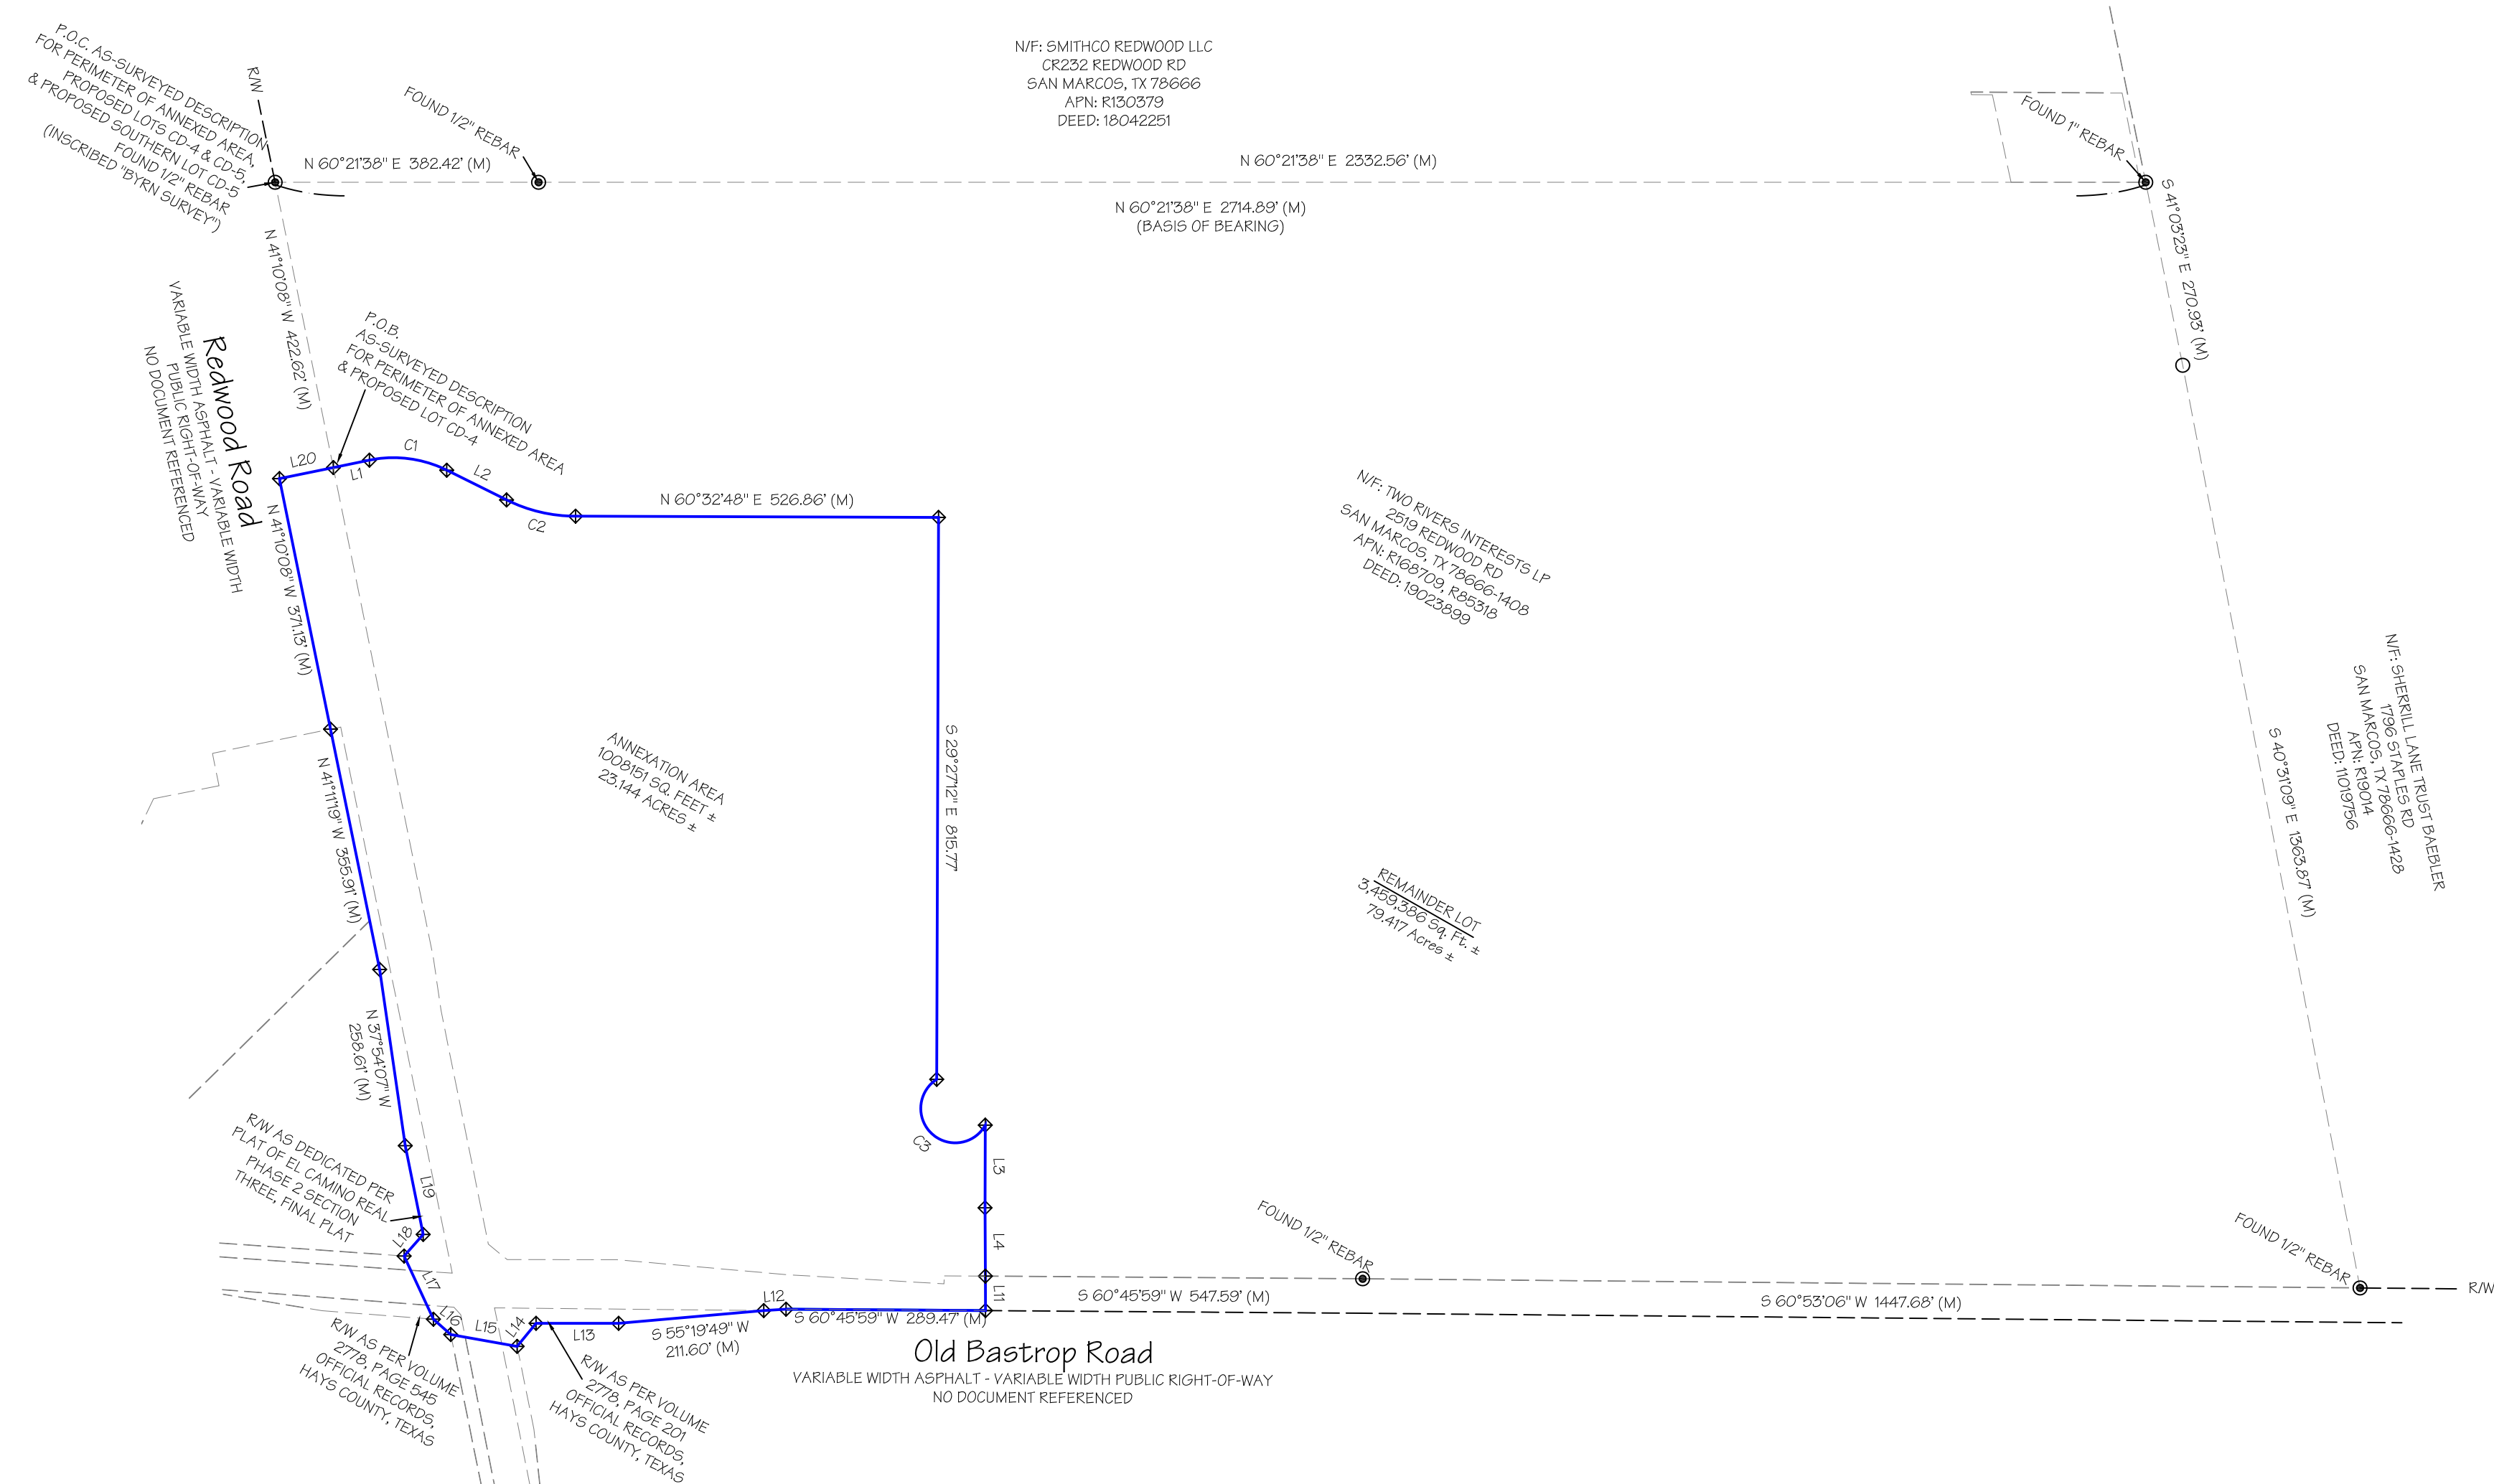 P.O.C. AS-SURVEYED DESCRIPTION
FOR PERIMETER OF ANNEXED AREA,
PROPOSED LOTS CD-4 & CD-5,
& PROPOSED SOUTHERN LOT CD-5
FOUND 1/2" REBAR
(INSCRIBED "BYRN SURVEY")
R/W
FOUND 1/2" REBAR
N 60°21'38" E 382.42' (M)
N/F: SMITHCO REDWOOD LLC
CR232 REDWOOD RD
SAN MARCOS, TX 78666
APN: R130379
DEED: 18042251
N 60°21'38" E 2332.56' (M)
N 60°21'38" E 2714.89' (M)
(BASIS OF BEARING)
FOUND 1" REBAR
S 41°03'23" E 270.93' (M)
N 41°10'08" W 422.62' (M)
Redwood Road
VARIABLE WIDTH ASPHALT - VARIABLE WIDTH
PUBLIC RIGHT-OF-WAY
NO DOCUMENT REFERENCED
P.O.B.
AS-SURVEYED DESCRIPTION
FOR PERIMETER OF ANNEXED AREA
& PROPOSED LOT CD-4
L20
L1
C1
L2
C2
N 60°32'48" E 526.86' (M)
N 41°10'08" W 371.13' (M)
N/F: TWO RIVERS INTERESTS LP
2519 REDWOOD RD
SAN MARCOS, TX 78666-1408
APN: R168709, R85318
DEED: 19023899
N/F: SHERRILL LANE TRUST BAEBLER
1796 STAPLES RD
SAN MARCOS, TX 78666-1428
APN: R19014
DEED: 11019756
S 40°31'09" E 1363.87' (M)
ANNEXATION AREA
1008151 SQ. FEET ±
23.144 ACRES ±
S 29°27'12" E 815.77'
N 41°11'19" W 355.91' (M)
REMAINDER LOT
3,459,386 Sq. Ft. ±
79.417 Acres ±
N 37°54'07" W
258.61' (M)
R/W AS DEDICATED PER
PLAT OF EL CAMINO REAL
PHASE 2 SECTION
THREE, FINAL PLAT
C3
L3
L19
L18
L4
L17
L11
FOUND 1/2" REBAR
FOUND 1/2" REBAR
R/W
L16
L15
L14
L13
L12
S 55°19'49" W
211.60' (M)
S 60°45'59" W 289.47' (M)
S 60°45'59" W 547.59' (M)
S 60°53'06" W 1447.68' (M)
Old Bastrop Road
VARIABLE WIDTH ASPHALT - VARIABLE WIDTH PUBLIC RIGHT-OF-WAY
NO DOCUMENT REFERENCED
R/W AS PER VOLUME
2778, PAGE 545
OFFICIAL RECORDS,
HAYS COUNTY, TEXAS
R/W AS PER VOLUME
2778, PAGE 201
OFFICIAL RECORDS,
HAYS COUNTY, TEXAS